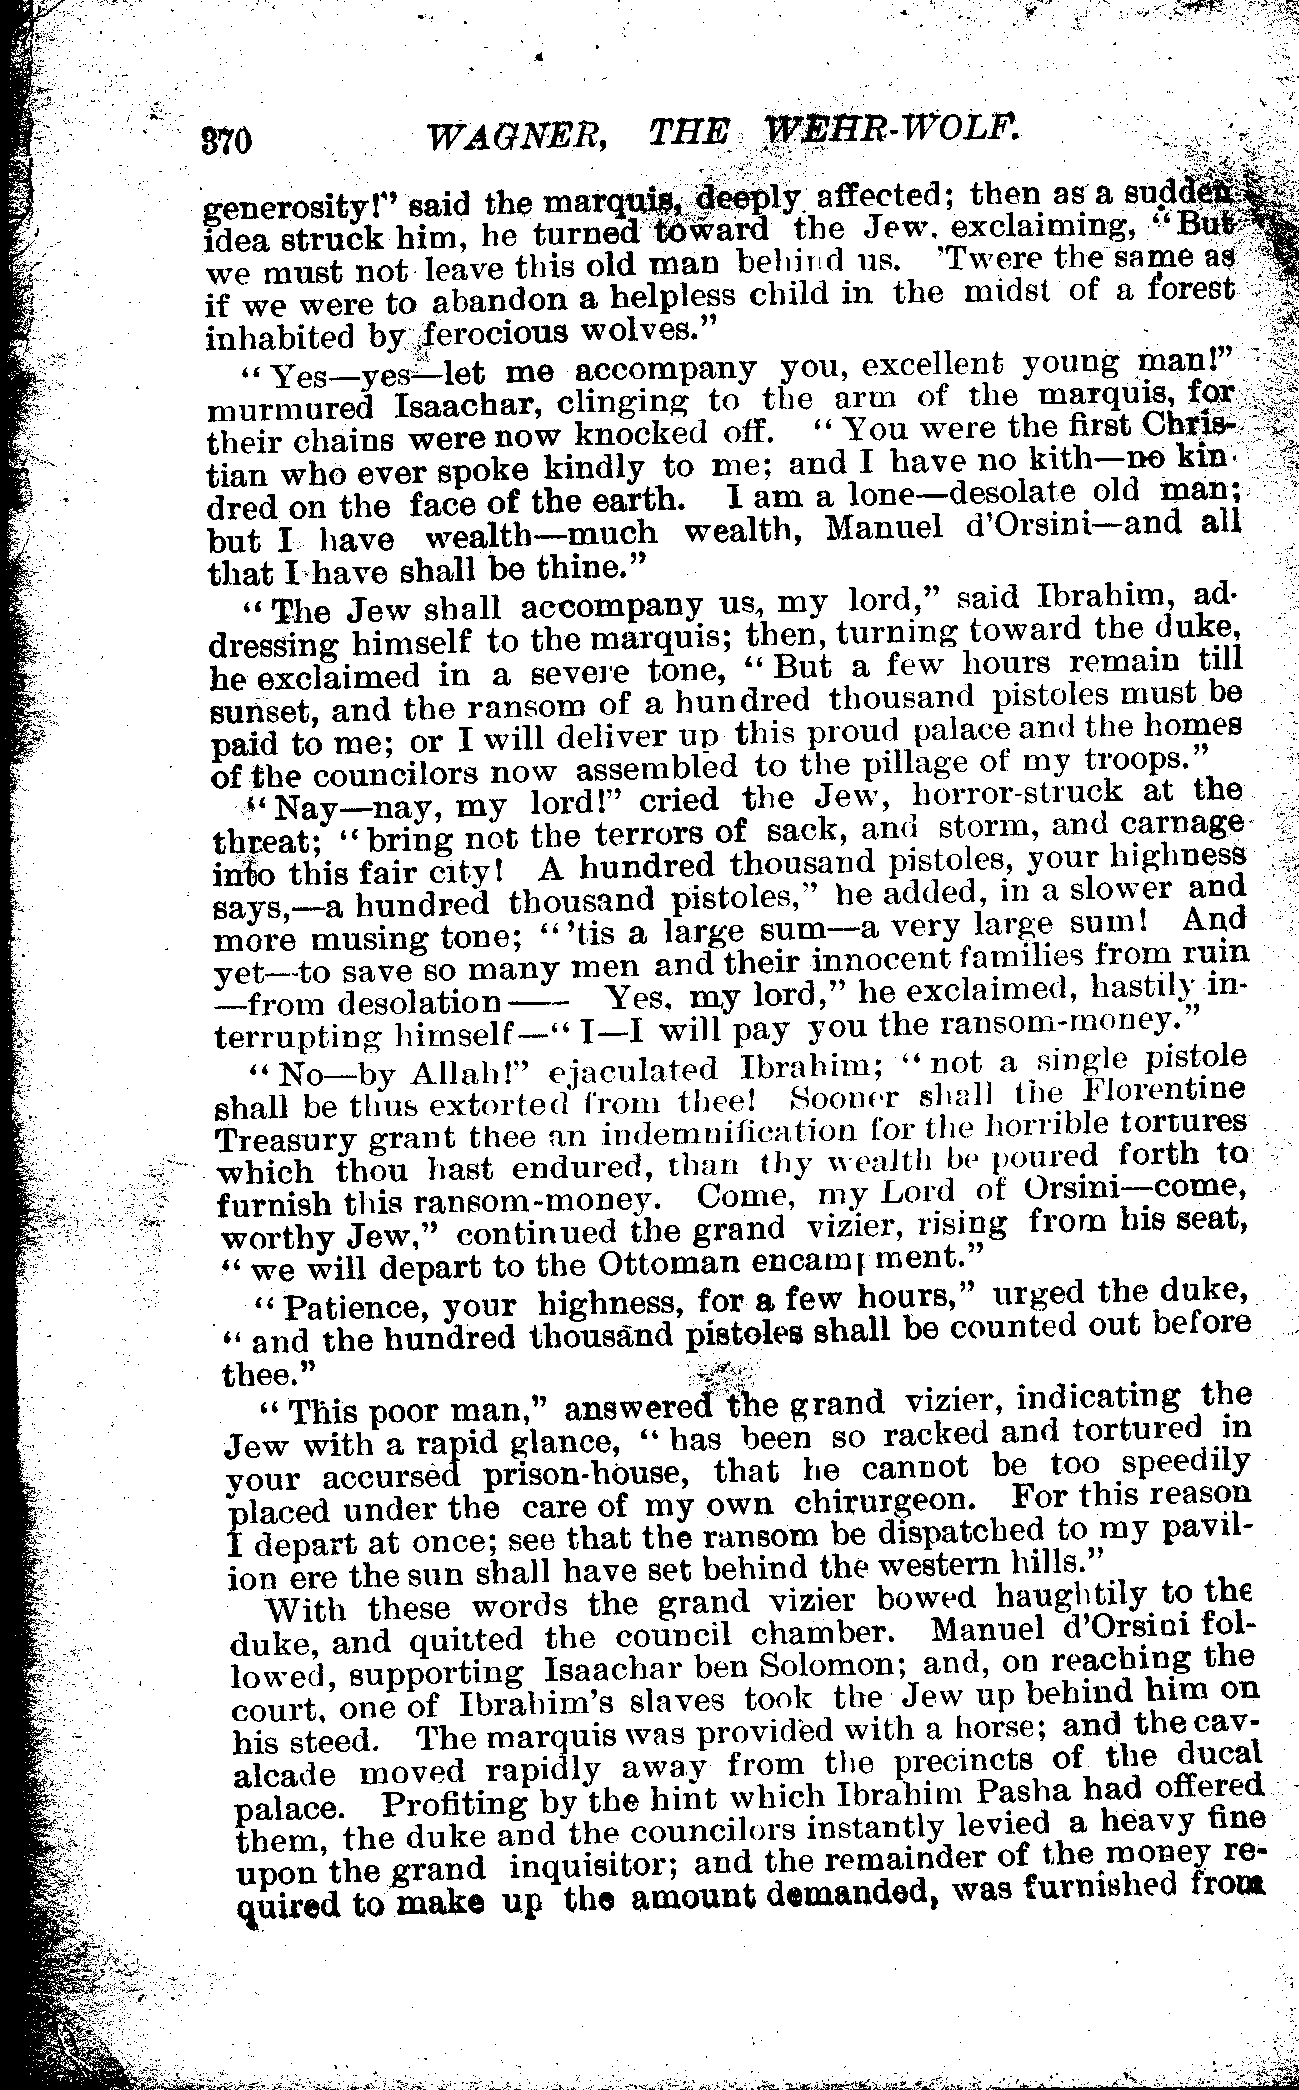 370 WAGNER, THE WEHR-WOLF.
generosity!" said the marquis, deeply affected; then as a sudden
idea struck him, he turned toward the Jew, exclaiming, "But
we must not leave this old man behind us. 'Twere the same as
if we were to abandon a helpless child in the midst of a forest
inhabited by ferocious wolves."
"Yes—yes—let me accompany you, excellent young man!"
murmured Isaachar, clinging to the arm of the marquis, for
their chains were now knocked off. "You were the first Chris-
tian who ever spoke kindly to me; and I have no kith—no kin-
dred on the face of the earth. I am a lone—desolate old man;
but I have wealth—much wealth, Manuel d'Orsini—and all
that I have shall be thine."
"The Jew shall accompany us, my lord," said Ibrahim, ad-
dressing himself to the marquis; then, turning toward the duke,
he exclaimed in a severe tone, "But a few hours remain till
sunset, and the ransom of a hundred thousand pistoles must be
paid to me; or I will deliver up this proud palace and the homes
of the councilors now assembled to the pillage of my troops."
"Nay—nay, my lord!" cried the Jew, horror-struck at the
threat; "bring not the terrors of sack, and storm, and carnage
into this fair city! A hundred thousand pistoles, your highness
says,—a hundred thousand pistoles," he added, in a slower and
more musing tone; "'tis a large sum—a very large sum! And
yet—to save so many men and their innocent families from ruin
—from desolation—— Yes, my lord," he exclaimed, hastily in-
terrupting himself—"I—I will pay you the ransom-money."
"No—by Allah!" ejaculated Ibrahim; "not a single pistole
shall be thus extorted from thee! Sooner shall the Florentine
Treasury grant thee an indemnification for the horrible tortures
which thou hast endured, than thy wealth be poured forth to
furnish this ransom-money. Come, my Lord of Orsini—come,
worthy Jew," continued the grand vizier, rising from his seat,
"we will depart to the Ottoman encampment."
"Patience, your highness, for a few hours," urged the duke,
"and the hundred thousand pistoles shall be counted out before
thee."
"This poor man," answered the grand vizier, indicating the
Jew with a rapid glance, "has been so racked and tortured in
your accursed prison-house, that he cannot be too speedily
placed under the care of my own chirurgeon. For this reason
I depart at once; see that the ransom be dispatched to my pavil-
ion ere the sun shall have set behind the western hills."
With these words the grand vizier bowed haughtily to the
duke, and quitted the council chamber. Manuel d'Orsini fol-
lowed, supporting Isaachar ben Solomon; and, on reaching the
court, one of Ibrahim's slaves took the Jew up behind him on
his steed. The marquis was provided with a horse; and the cav-
alcade moved rapidly away from the precincts of the ducal
palace. Profiting by the hint which Ibrahim Pasha had offered
them, the duke and the councilors instantly levied a heavy fine
upon the grand inquisitor; and the remainder of the money re-
quired to make up the amount demanded, was furnished from